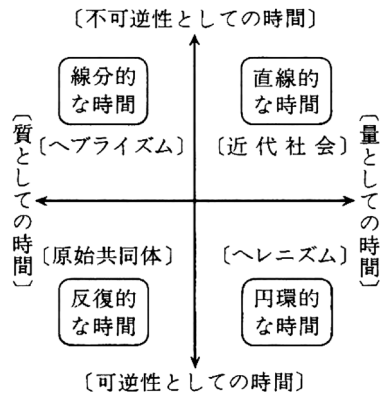 〔不可逆性としての時間〕
線分的
な時間
直線的
な時間
〔ヘブライズム〕
〔近代社会〕
〔質としての時間〕
〔量としての時間〕
〔原始共同体〕
〔ヘレニズム〕
反復的
な時間
円環的
な時間
〔可逆性としての時間〕